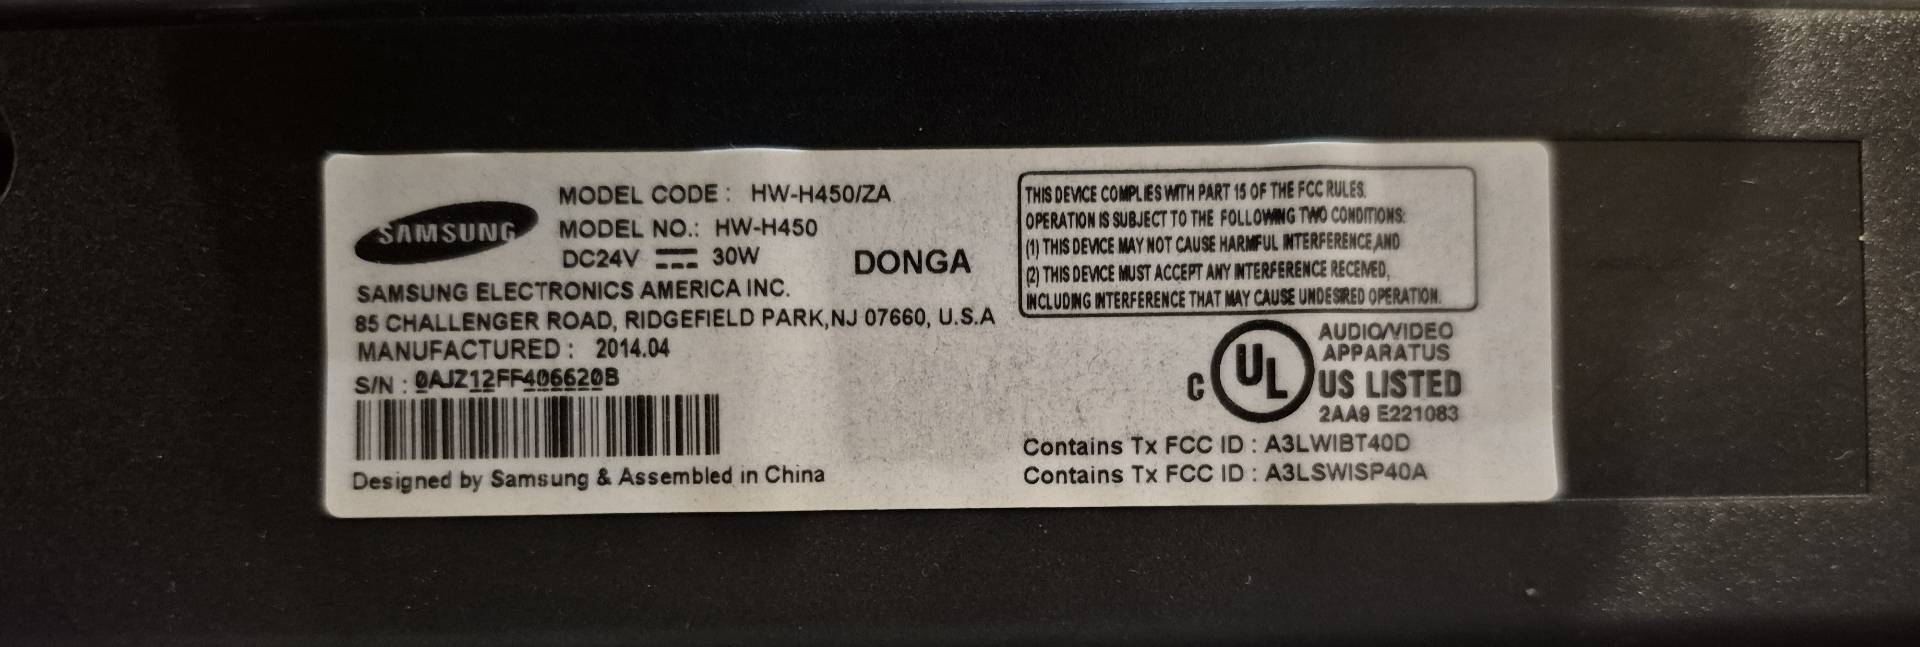 SAMSUNG
MODEL CODE : HW-H450/ZA
MODEL NO.: HW-H450
DC24V 30W
DONGA
SAMSUNG ELECTRONICS AMERICA INC.
85 CHALLENGER ROAD, RIDGEFIELD PARK,NJ 07660, U.S.A
MANUFACTURED : 2014.04
S/N : 0AJZ12FF406620B
Designed by Samsung & Assembled in China
THIS DEVICE COMPLIES WITH PART 15 OF THE FCC RULES.
OPERATION IS SUBJECT TO THE FOLLOWING TWO CONDITIONS:
(1) THIS DEVICE MAY NOT CAUSE HARMFUL INTERFERENCE,AND
(2) THIS DEVICE MUST ACCEPT ANY INTERFERENCE RECEIVED,
INCLUDING INTERFERENCE THAT MAY CAUSE UNDESIRED OPERATION.
C UL
AUDIO/VIDEO
APPARATUS
US LISTED
2AA9 E221083
Contains Tx FCC ID : A3LWIBT40D
Contains Tx FCC ID : A3LSWISP40A